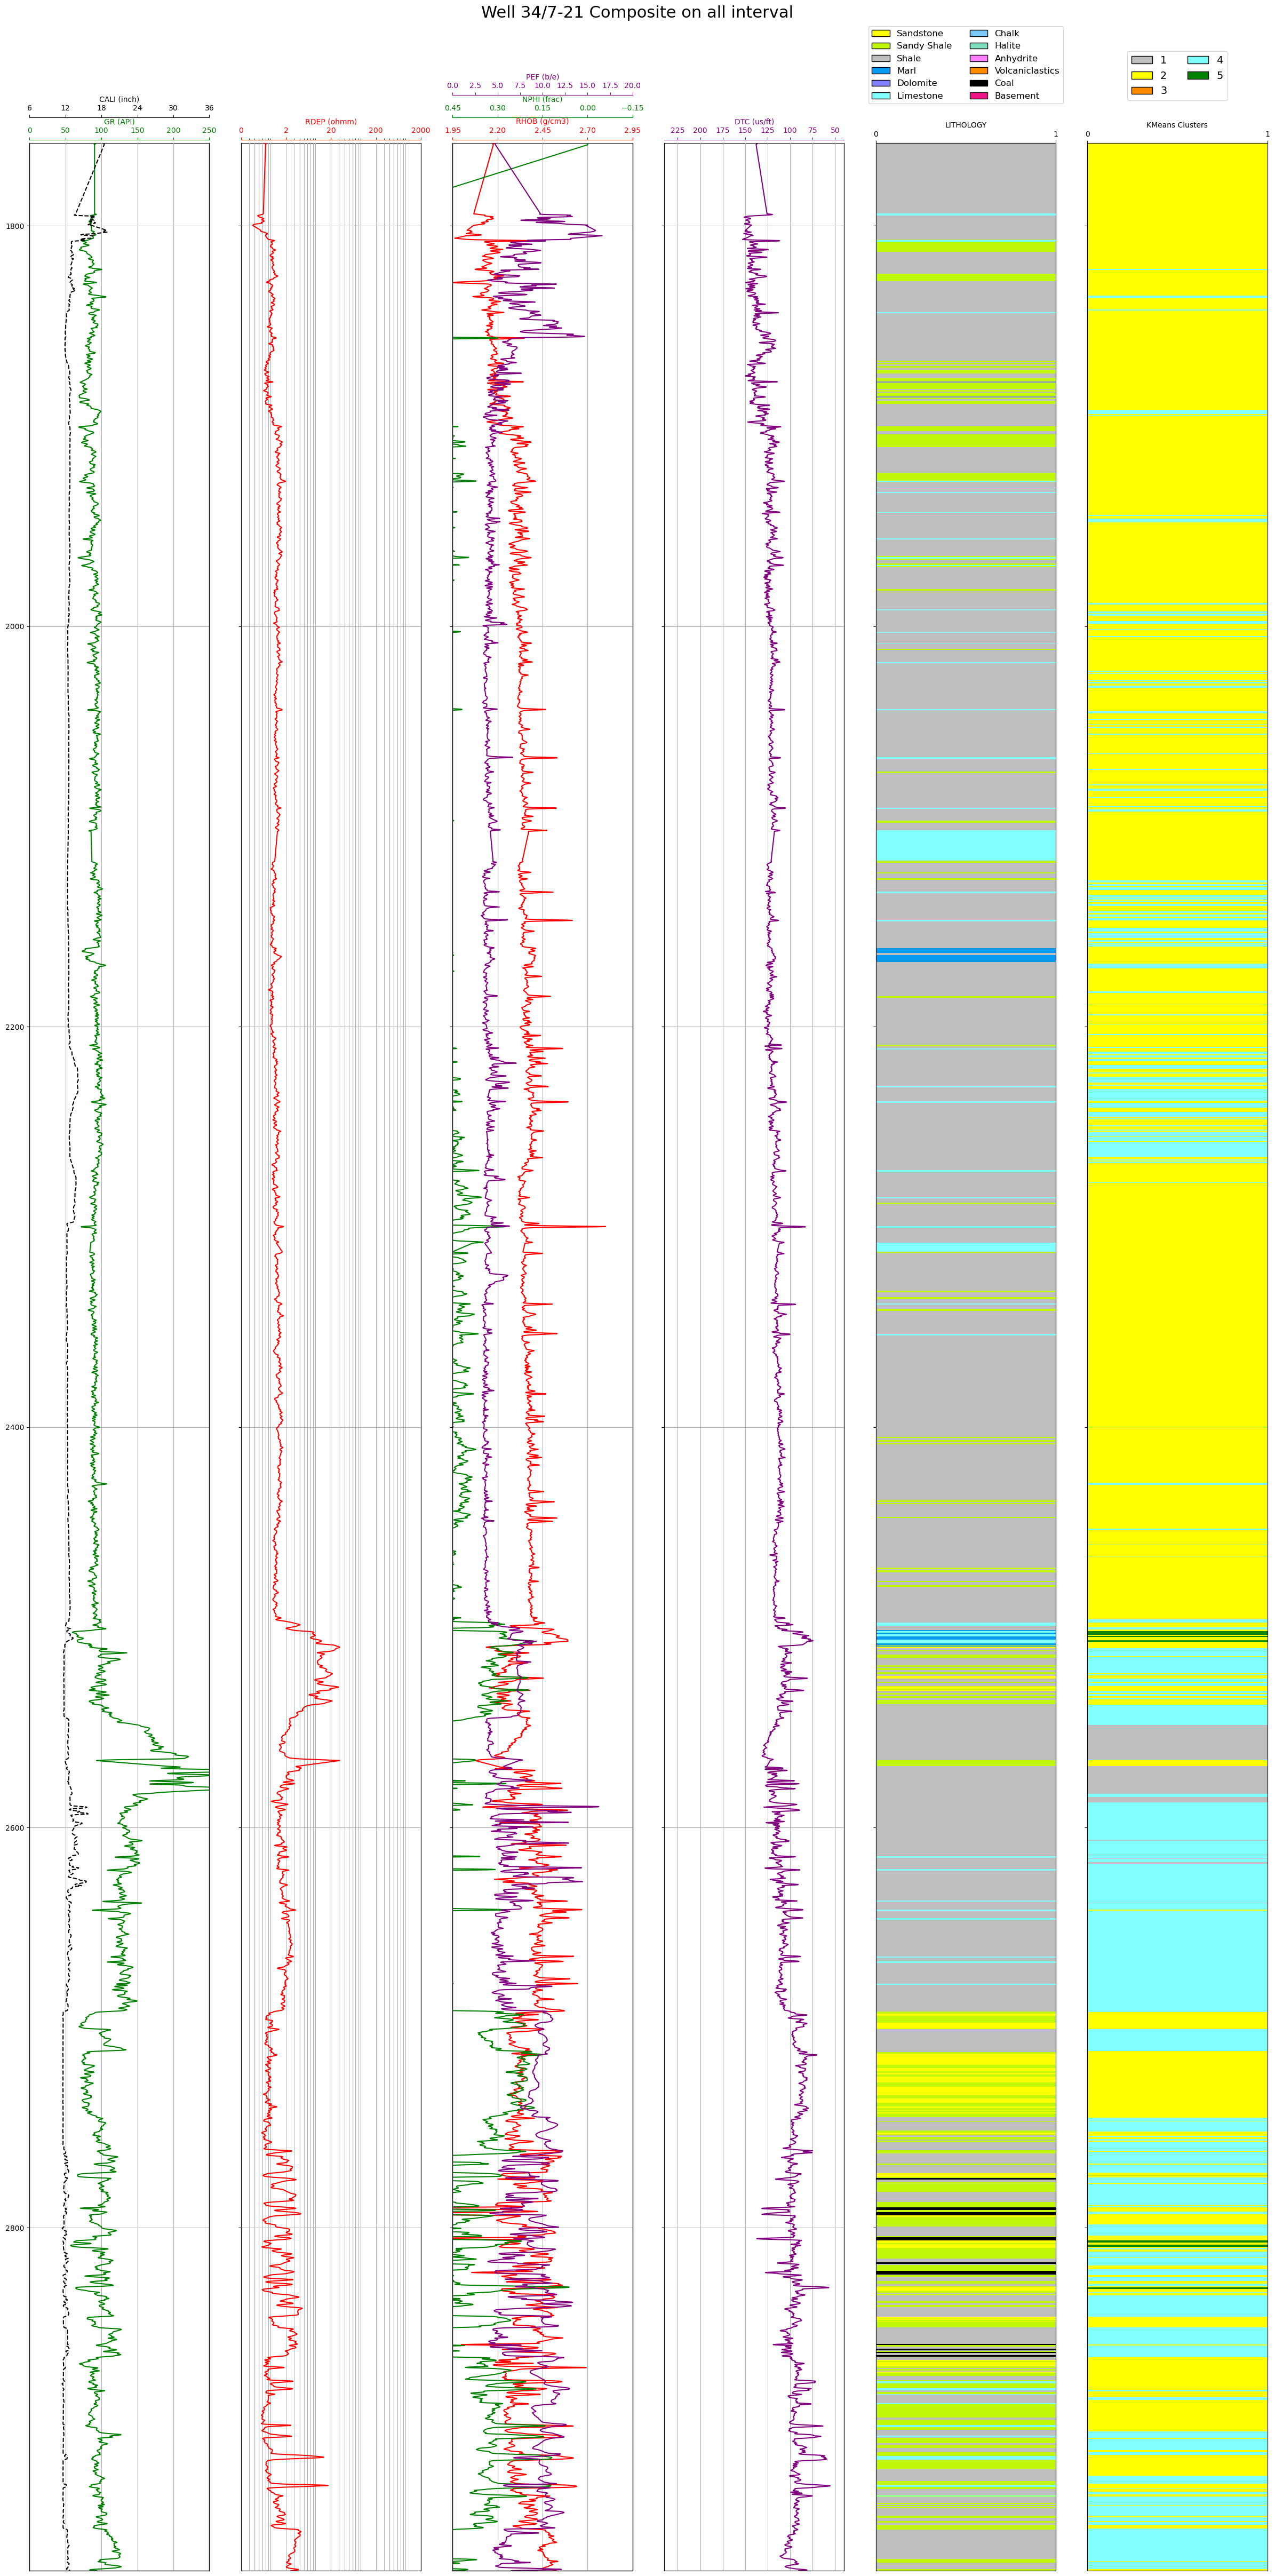 Well 34/7-21 Composite on all interval
Sandstone Chalk
Sandy Shale Halite
Shale Anhydrite
Marl Volcaniclastics
Dolomite Coal
Limestone Basement
1 4
2 5
3
PEF (b/e)
0.0 2.5 5.0 7.5 10.0 12.5 15.0 17.5 20.0
CALI (inch) NPHI (frac)
6 12 18 24 30 36 0.45 0.30 0.15 0.00 −0.15
GR (API) RDEP (ohmm) RHOB (g/cm3) DTC (us/ft) LITHOLOGY KMeans Clusters
0 50 100 150 200 250 0 2 20 200 2000 1.95 2.20 2.45 2.70 2.95 225 200 175 150 125 100 75 50 0 1 0 1
1800
2000
2200
2400
2600
2800